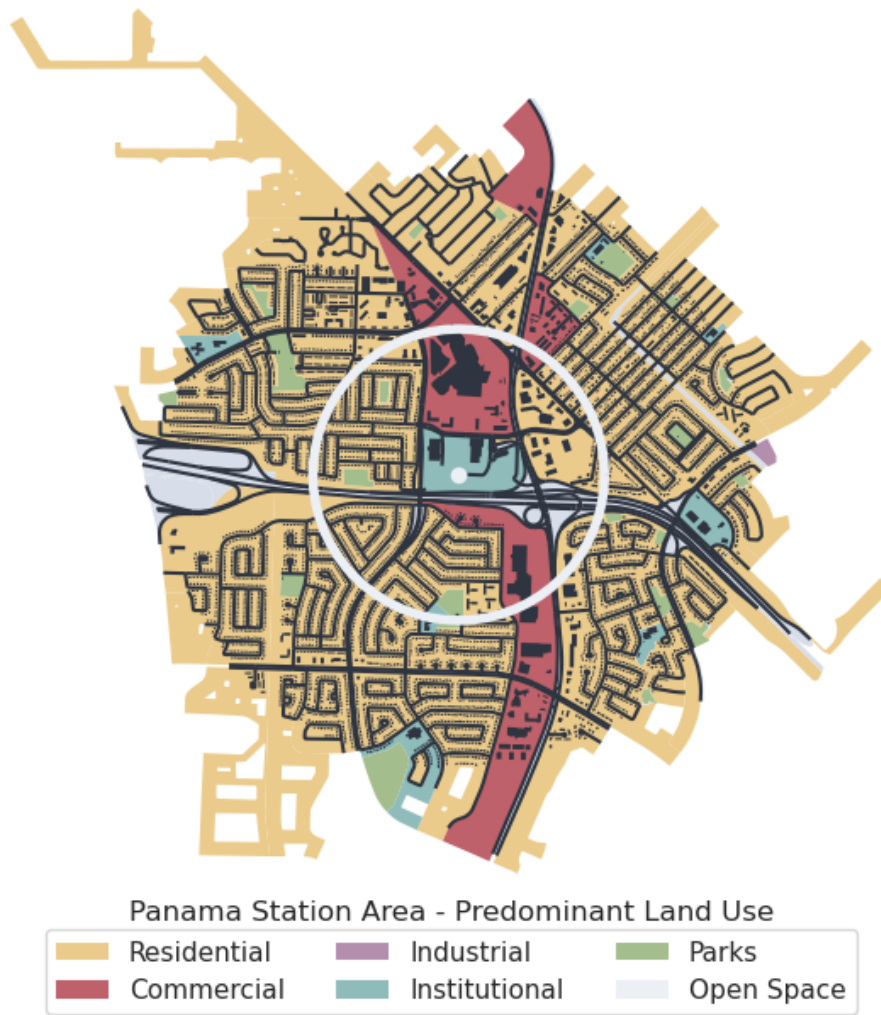 Panama Station Area - Predominant Land Use
Residential
Industrial
Parks
Commercial
Institutional
Open Space